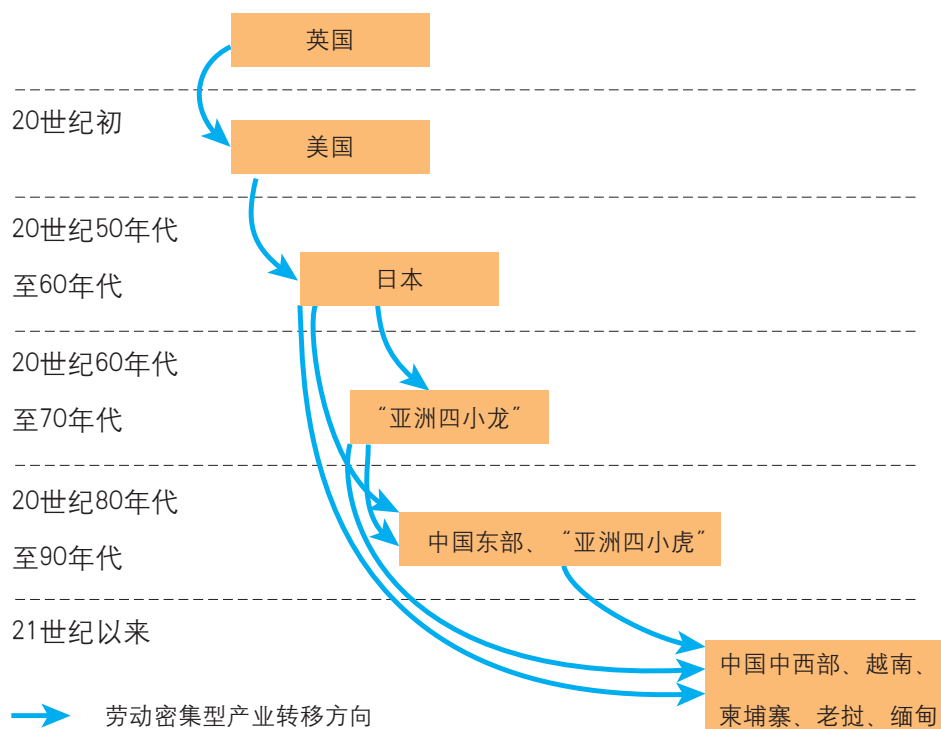 英国
20世纪初
美国
20世纪50年代
至60年代
日本
20世纪60年代
至70年代
“亚洲四小龙”
20世纪80年代
至90年代
中国东部、“亚洲四小虎”
21世纪以来
中国中西部、越南、
柬埔寨、老挝、缅甸
劳动密集型产业转移方向